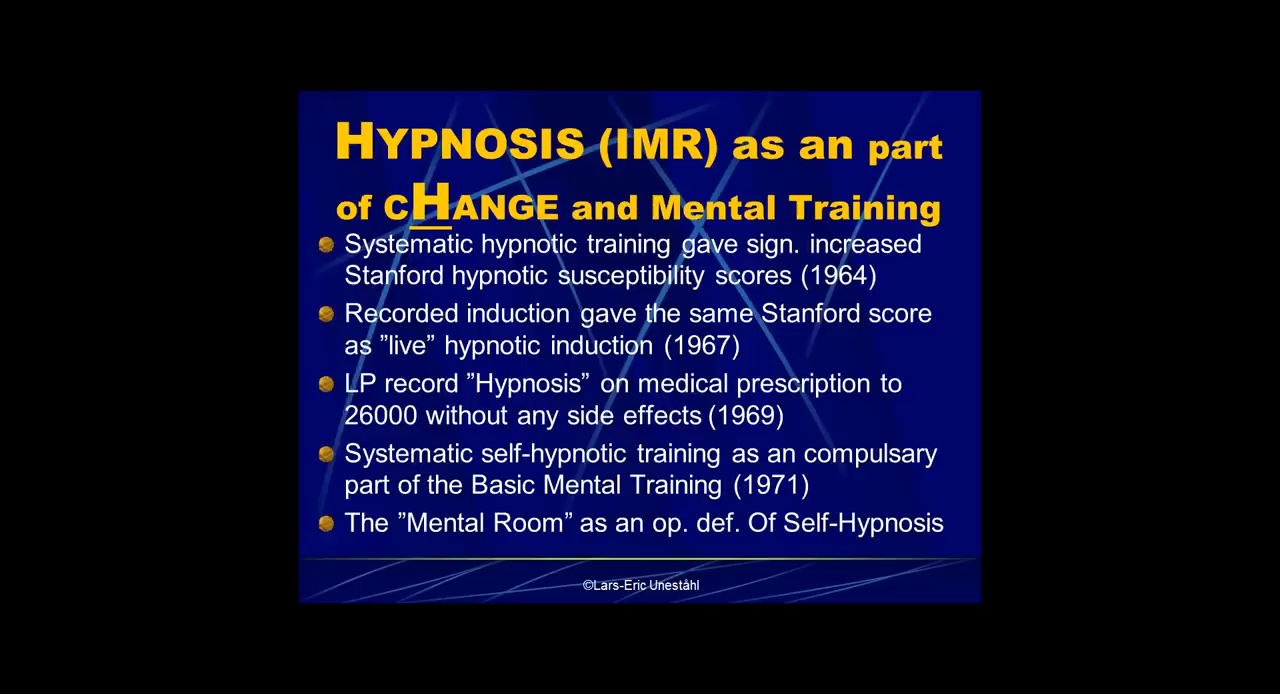 HYPNOSIS (IMR) as an part
of CHANGE and Mental Training
Systematic hypnotic training gave sign. increased
Stanford hypnotic susceptibility scores (1964)
Recorded induction gave the same Stanford score
as ”live” hypnotic induction (1967)
LP record ”Hypnosis” on medical prescription to
26000 without any side effects (1969)
Systematic self-hypnotic training as an compulsary
part of the Basic Mental Training (1971)
The ”Mental Room” as an op. def. Of Self-Hypnosis
©Lars-Eric Uneståhl